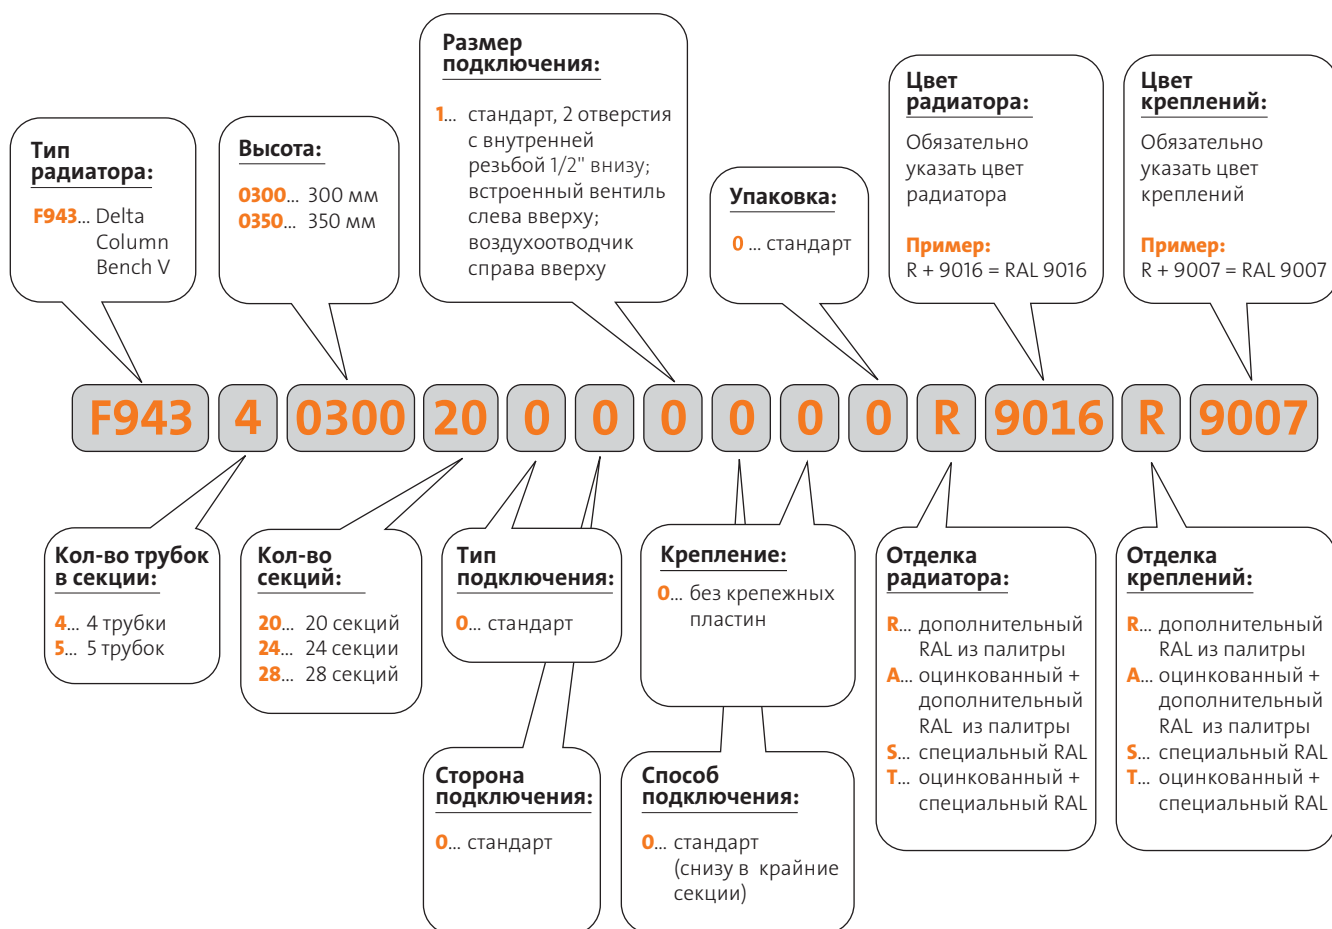 Размер
подключения:
1... стандарт, 2 отверстия
с внутренней
резьбой 1/2" внизу;
встроенный вентиль
слева вверху;
воздухоотводчик
справа вверху
Цвет
радиатора:
Обязательно
указать цвет
радиатора
Пример:
R + 9016 = RAL 9016
Цвет
креплений:
Обязательно
указать цвет
креплений
Пример:
R + 9007 = RAL 9007
Тип
радиатора:
F943... Delta
Column
Bench V
Высота:
0300... 300 мм
0350... 350 мм
Упаковка:
0 ... стандарт
F943 4 0300 20 0 0 0 0 0 0 R 9016 R 9007
Кол-во трубок
в секции:
4... 4 трубки
5... 5 трубок
Кол-во
секций:
20... 20 секций
24... 24 секции
28... 28 секций
Тип
подключения:
0... стандарт
Крепление:
0... без крепежных
пластин
Отделка
радиатора:
R... дополнительный
RAL из палитры
A... оцинкованный +
дополнительный
RAL из палитры
S... специальный RAL
T... оцинкованный +
специальный RAL
Отделка
креплений:
R... дополнительный
RAL из палитры
A... оцинкованный +
дополнительный
RAL из палитры
S... специальный RAL
T... оцинкованный +
специальный RAL
Сторона
подключения:
0... стандарт
Способ
подключения:
0... стандарт
(снизу в крайние
секции)